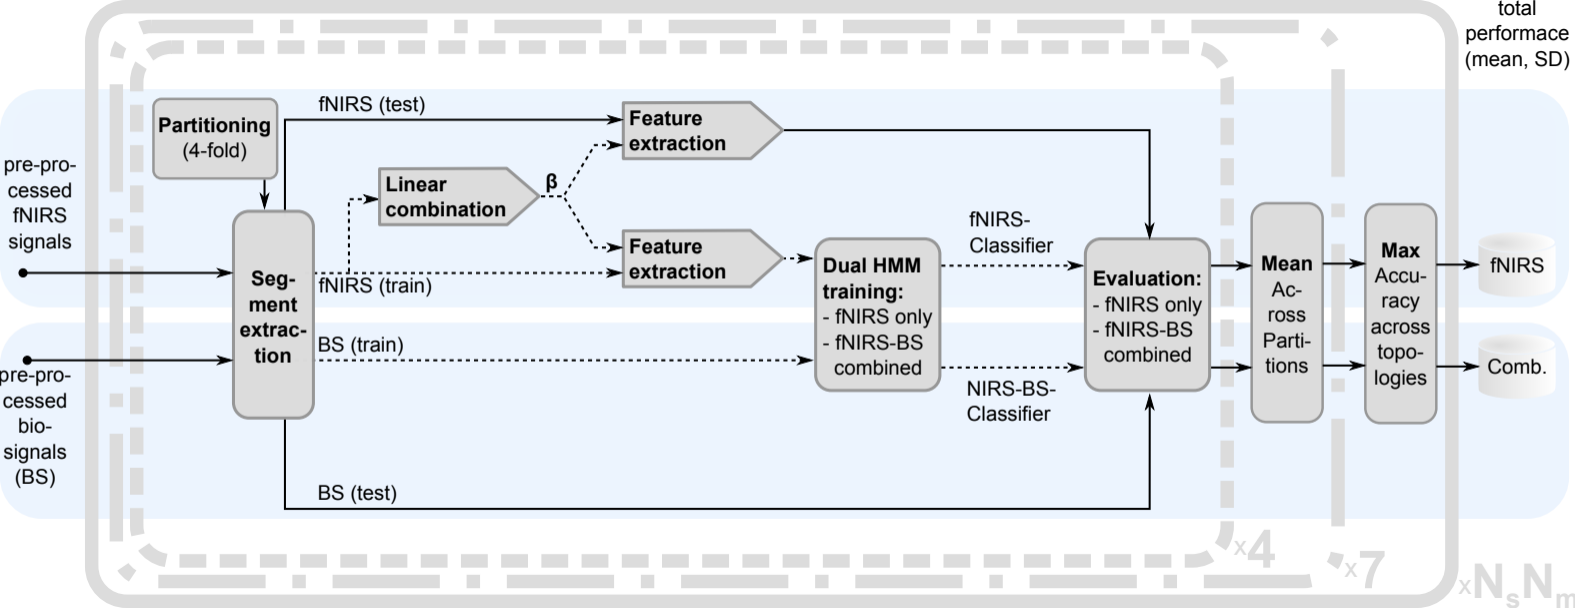 total
performace
(mean, SD)
fNIRS (test)
Feature
extraction
Partitioning
(4-fold)
pre-pro-
cessed
fNIRS
signals
Linear
combination
β
fNIRS-
Classifier
Feature
extraction
Seg-
ment
extrac-
tion
fNIRS (train)
Dual HMM
training:
- fNIRS only
- fNIRS-BS
combined
Evaluation:
- fNIRS only
- fNIRS-BS
combined
Mean
Ac-
ross
Parti-
tions
Max
Accu-
racy
across
topo-
logies
fNIRS
BS (train)
Comb.
pre-pro-
cessed
bio-
signals
(BS)
NIRS-BS-
Classifier
BS (test)
x4
x7
xNsNm